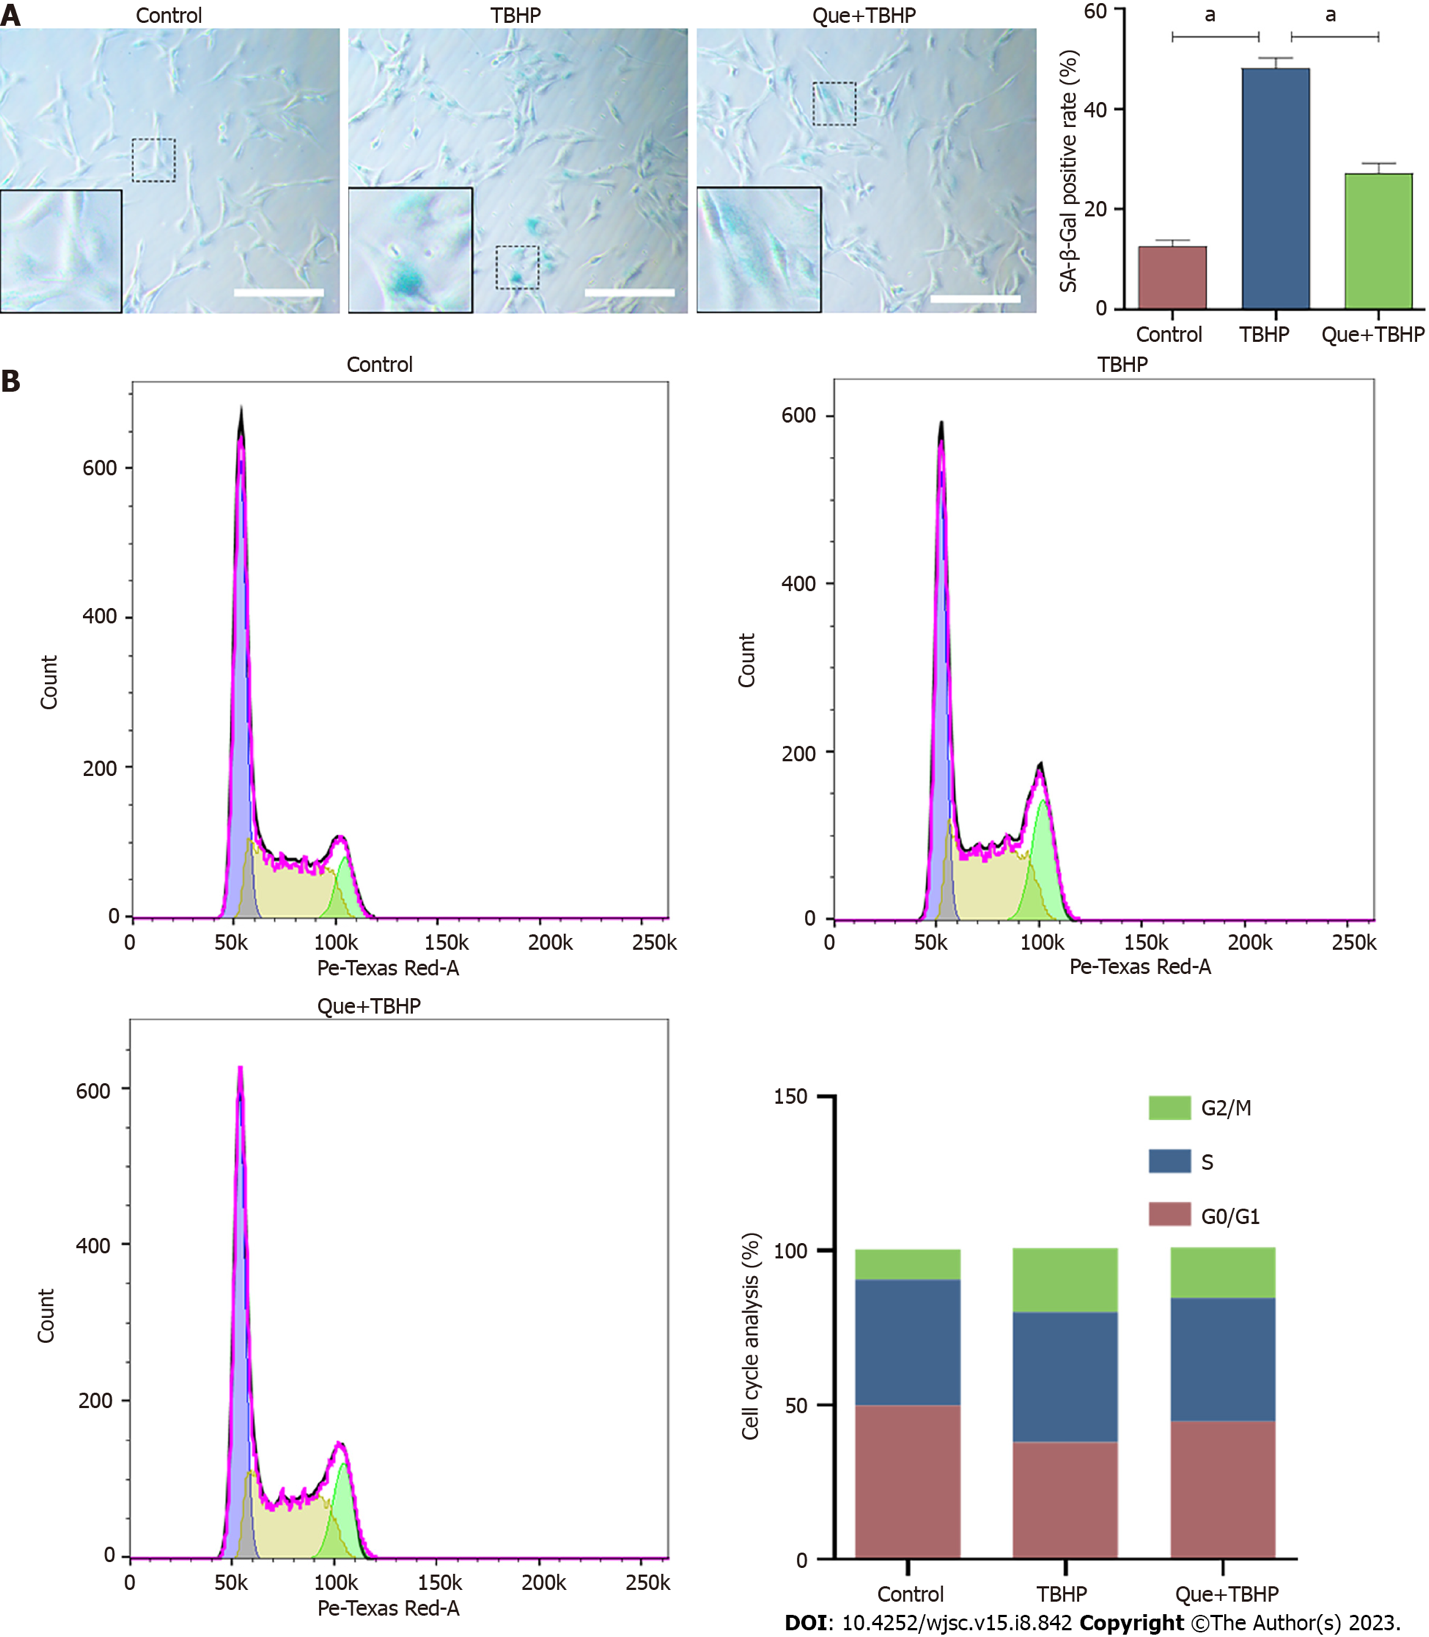 A
Control
TBHP
Que+TBHP
SA-β-Gal positive rate (%)
60
40
20
0
a
a
Control
TBHP
Que+TBHP
B
Control
Count
600
400
200
0
0
50k
100k
150k
200k
250k
Pe-Texas Red-A
TBHP
Count
600
400
200
0
0
50k
100k
150k
200k
250k
Pe-Texas Red-A
Que+TBHP
Count
600
400
200
0
0
50k
100k
150k
200k
250k
Pe-Texas Red-A
Cell cycle analysis (%)
150
100
50
0
G2/M
S
G0/G1
Control
TBHP
Que+TBHP
DOI: 10.4252/wjsc.v15.i8.842 Copyright ©The Author(s) 2023.